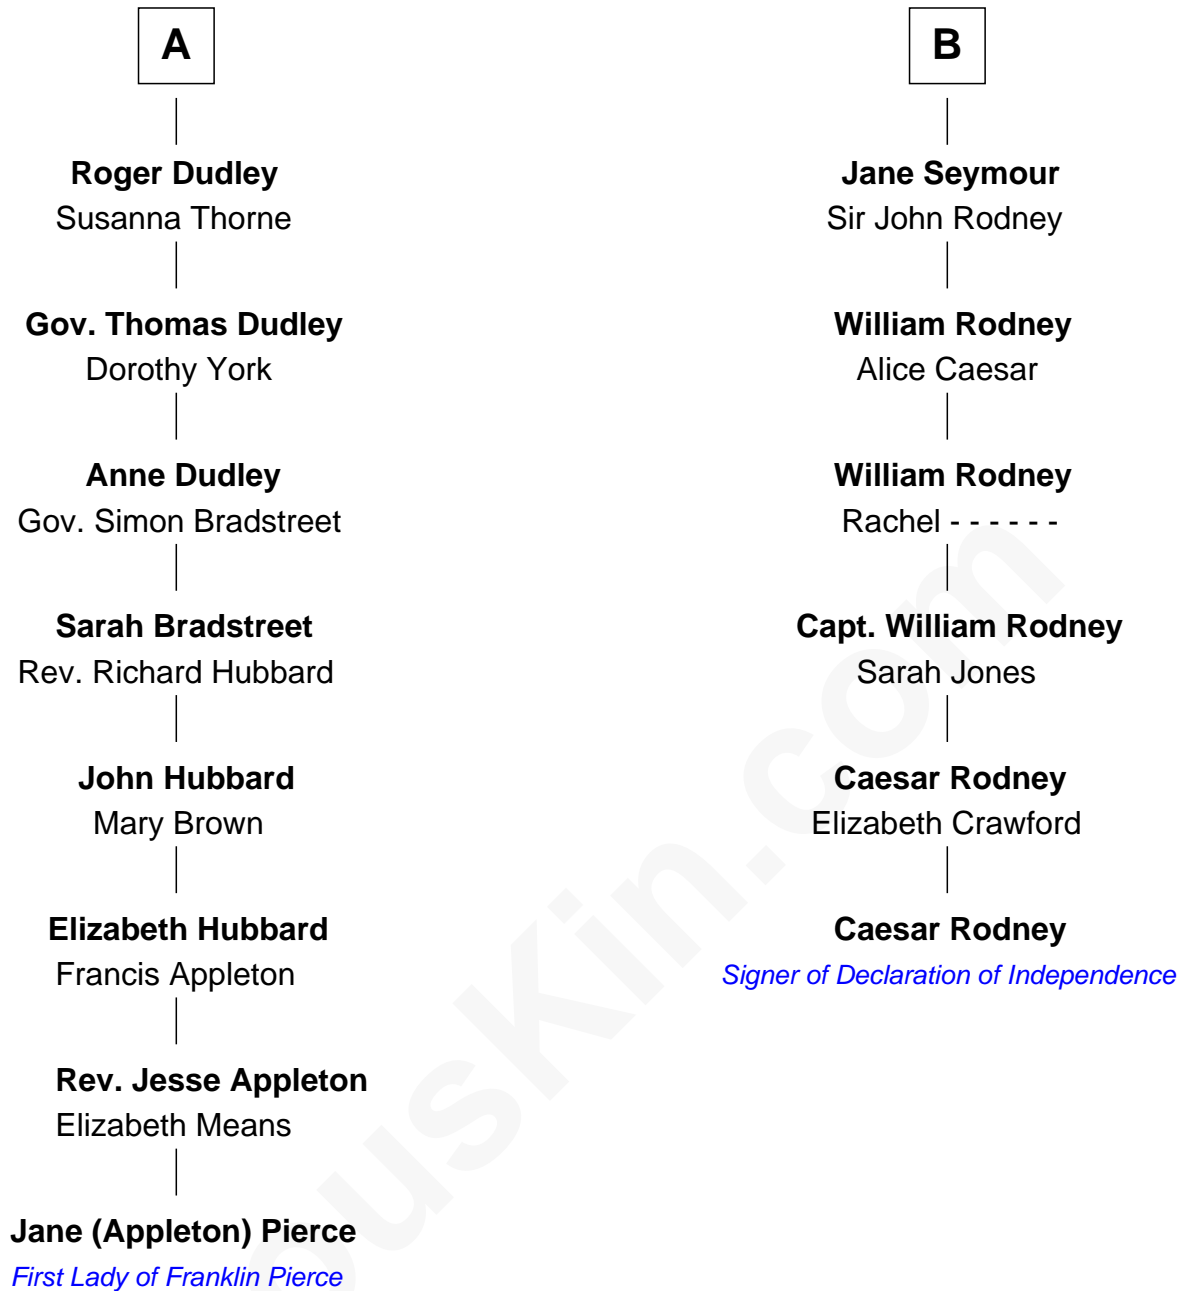 A
Roger Dudley
Susanna Thorne
Gov. Thomas Dudley
Dorothy York
Anne Dudley
Gov. Simon Bradstreet
Sarah Bradstreet
Rev. Richard Hubbard
John Hubbard
Mary Brown
Elizabeth Hubbard
Francis Appleton
Rev. Jesse Appleton
Elizabeth Means
Jane (Appleton) Pierce
First Lady of Franklin Pierce
B
Jane Seymour
Sir John Rodney
William Rodney
Alice Caesar
William Rodney
Rachel - - - - - -
Capt. William Rodney
Sarah Jones
Caesar Rodney
Elizabeth Crawford
Caesar Rodney
Signer of Declaration of Independence
ousKin.com